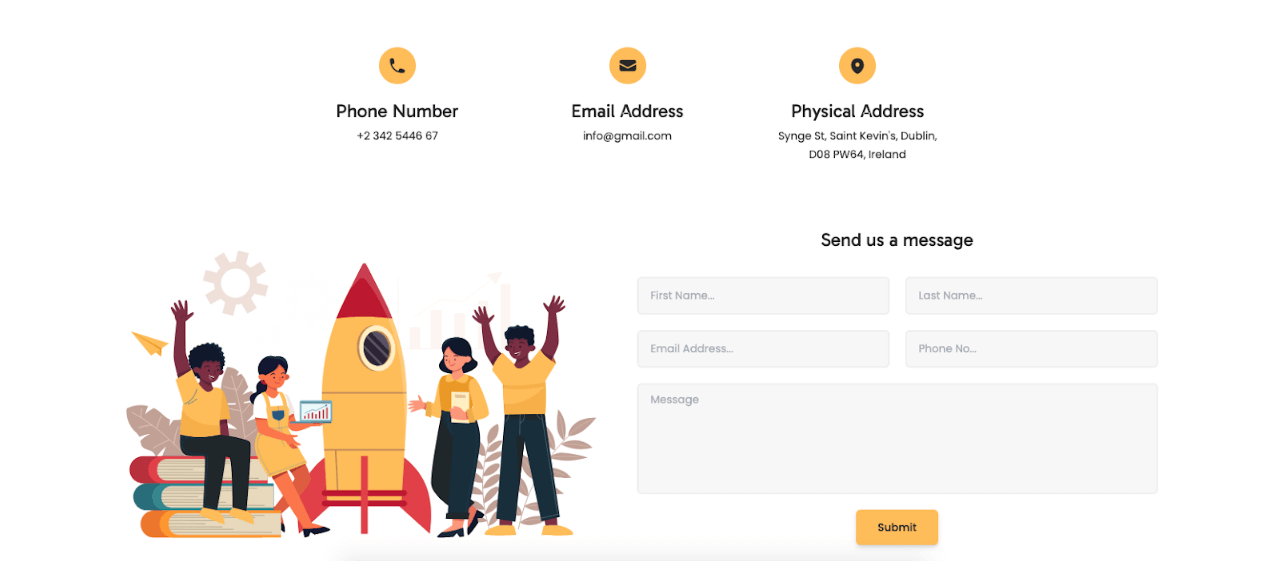 Phone Number
+2 342 5446 67
Email Address
info@gmail.com
Physical Address
Synge St, Saint Kevin's, Dublin,
D08 PW64, Ireland
Send us a message
First Name...
Last Name...
Email Address...
Phone No...
Message
Submit